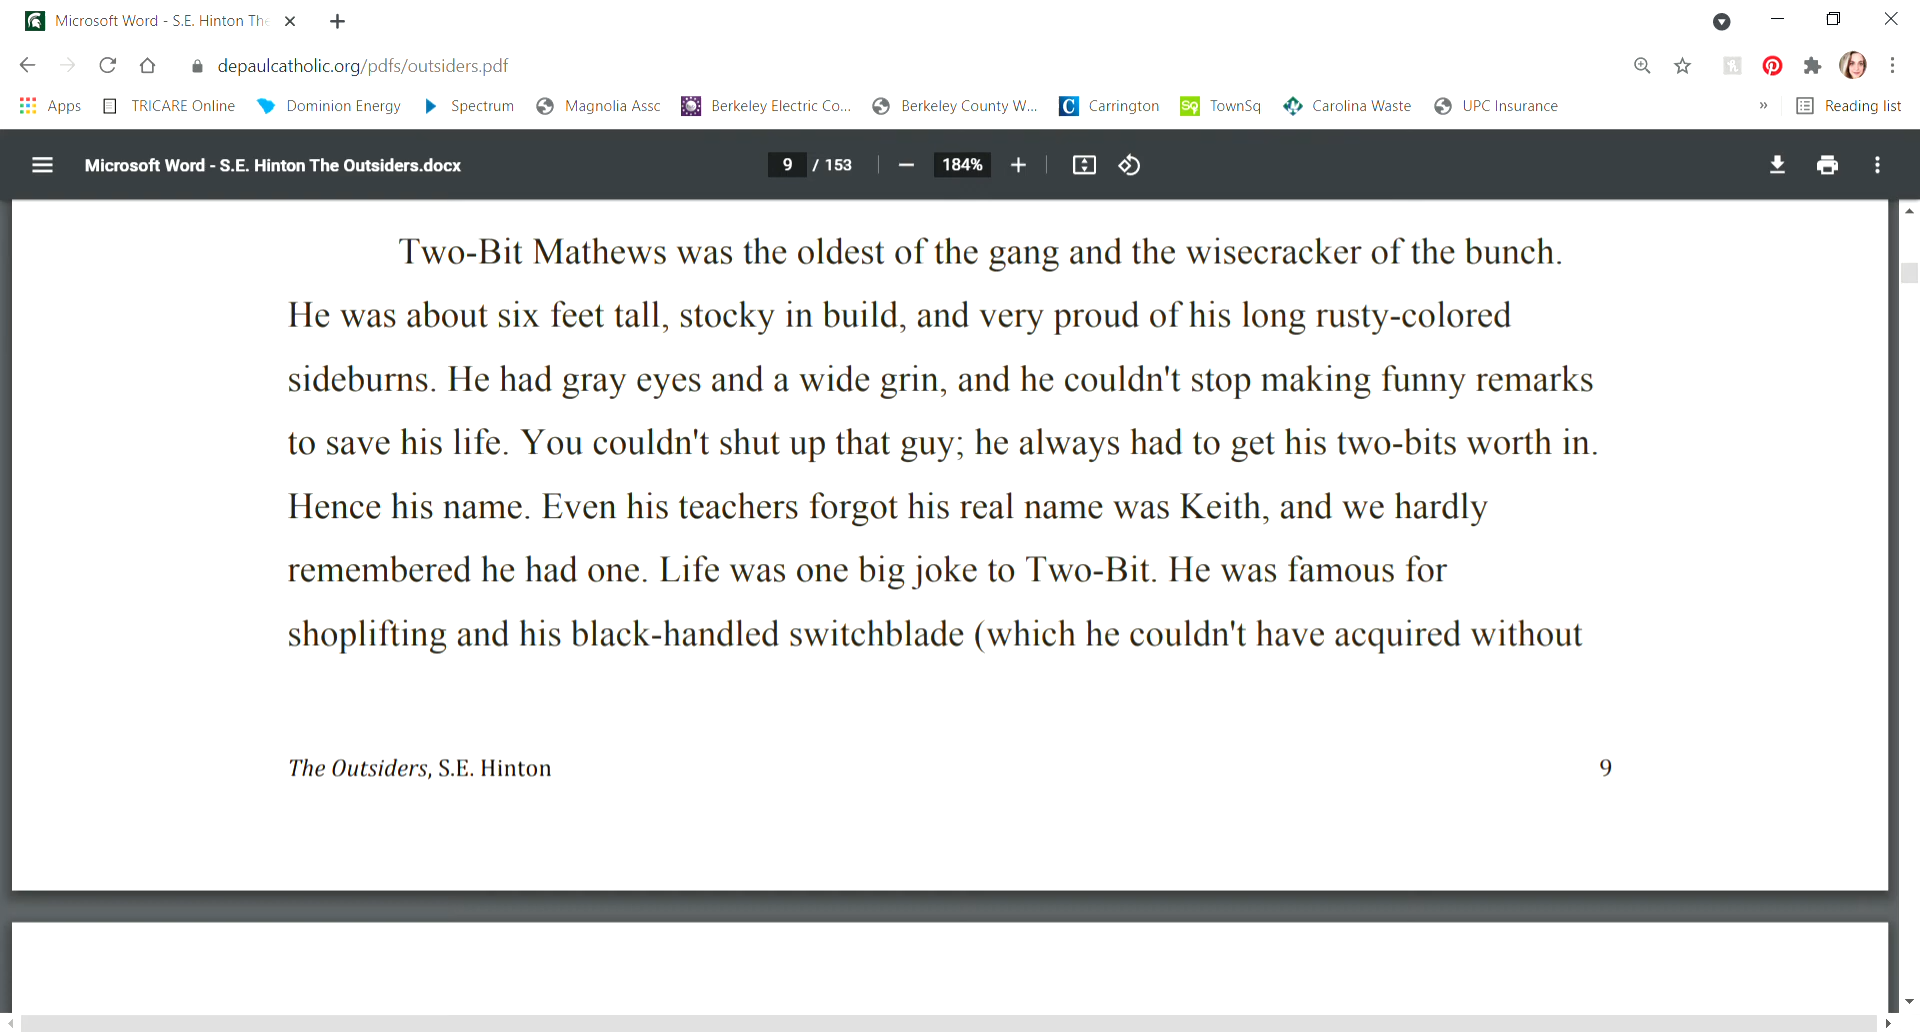 Microsoft Word - S.E. Hinton The
depaulcatholic.org/pdfs/outsiders.pdf
Apps TRICARE Online Dominion Energy Spectrum Magnolia Assc Berkeley Electric Co... Berkeley County W... C Carrington Sq TownSq Carolina Waste UPC Insurance » Reading list
Microsoft Word - S.E. Hinton The Outsiders.docx 9 / 153 184%
Two-Bit Mathews was the oldest of the gang and the wisecracker of the bunch.
He was about six feet tall, stocky in build, and very proud of his long rusty-colored
sideburns. He had gray eyes and a wide grin, and he couldn't stop making funny remarks
to save his life. You couldn't shut up that guy; he always had to get his two-bits worth in.
Hence his name. Even his teachers forgot his real name was Keith, and we hardly
remembered he had one. Life was one big joke to Two-Bit. He was famous for
shoplifting and his black-handled switchblade (which he couldn't have acquired without
The Outsiders, S.E. Hinton 9